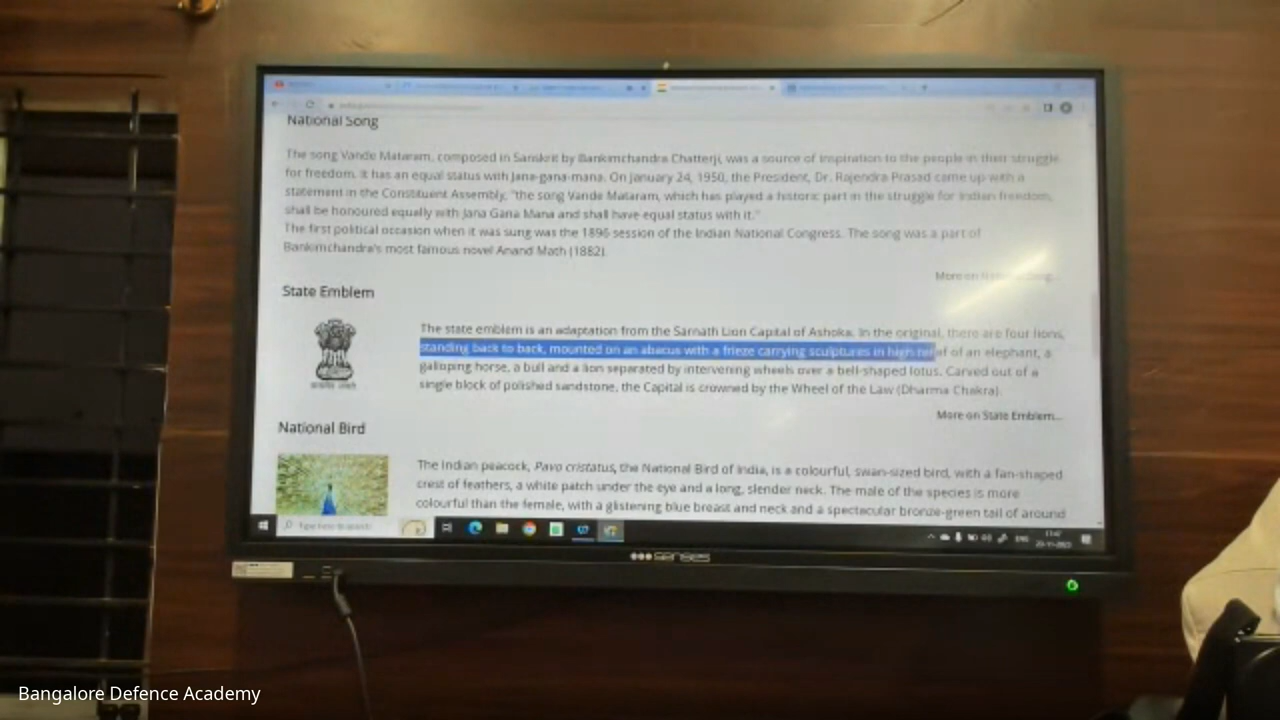 National Song
The song Vande Mataram, composed in Sanskrit by Bankimchandra Chatterji, was a source of inspiration to the people in their struggle
for freedom. It has an equal status with Jana-gana-mana. On January 24, 1950, the President, Dr. Rajendra Prasad came up with a
statement in the Constituent Assembly, "the song Vande Mataram, which has played a historic part in the struggle for Indian freedom,
shall be honoured equally with Jana Gana Mana and shall have equal status with it."
The first political occasion when it was sung was the 1896 session of the Indian National Congress. The song was a part of
Bankimchandra's most famous novel Anand Math (1882).
More on
State Emblem
The state emblem is an adaptation from the Sarnath Lion Capital of Ashoka. In the original, there are four lions,
standing back to back, mounted on an abacus with a frieze carrying sculptures in high relief of an elephant, a
galloping horse, a bull and a lion separated by intervening wheels over a bell-shaped lotus. Carved out of a
single block of polished sandstone, the Capital is crowned by the Wheel of the Law (Dharma Chakra).
More on State Emblem...
National Bird
The Indian peacock, Pavo cristatus, the National Bird of India, is a colourful, swan-sized bird, with a fan-shaped
crest of feathers, a white patch under the eye and a long, slender neck. The male of the species is more
colourful than the female, with a glistening blue breast and neck and a spectacular bronze-green tail of around
Type here to search
ENG
senses
Bangalore Defence Academy